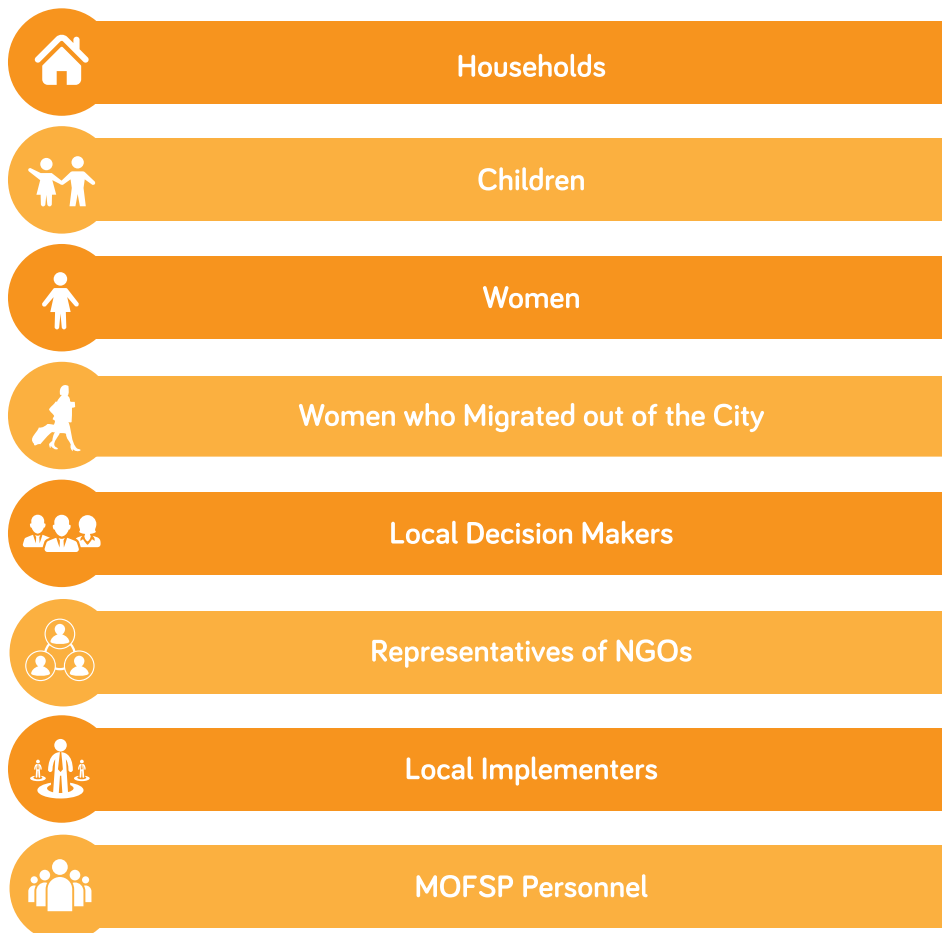 Households
Children
Women
Women who Migrated out of the City
Local Decision Makers
Representatives of NGOs
Local Implementers
MOFSP Personnel